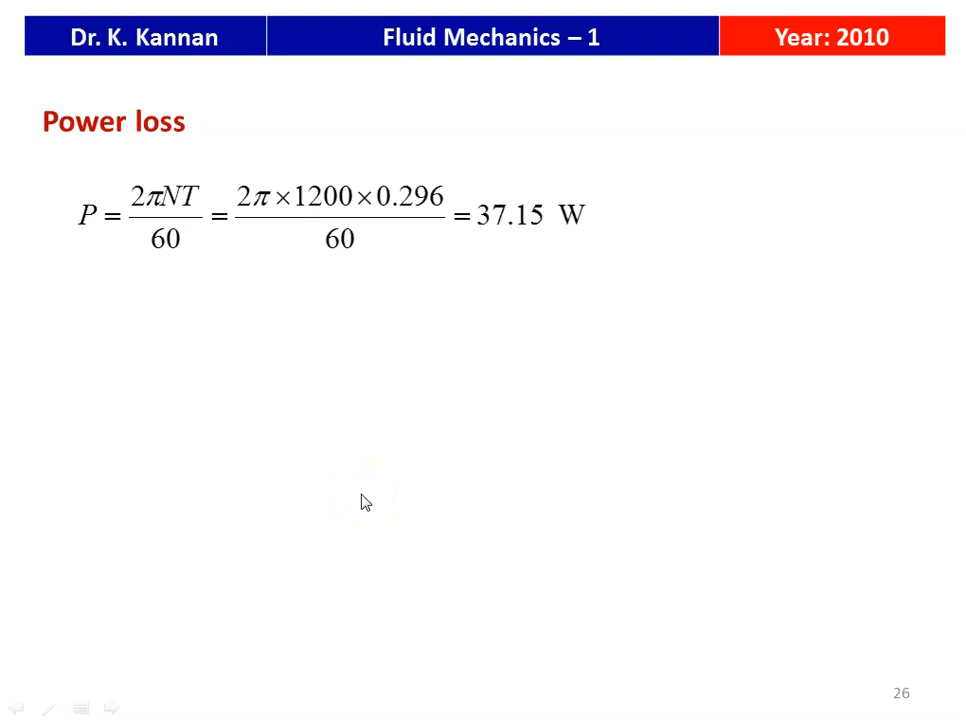 Dr. K. Kannan Fluid Mechanics – 1 Year: 2010
Power loss
P = 2πNT/60 = 2π×1200×0.296/60 = 37.15 W
26